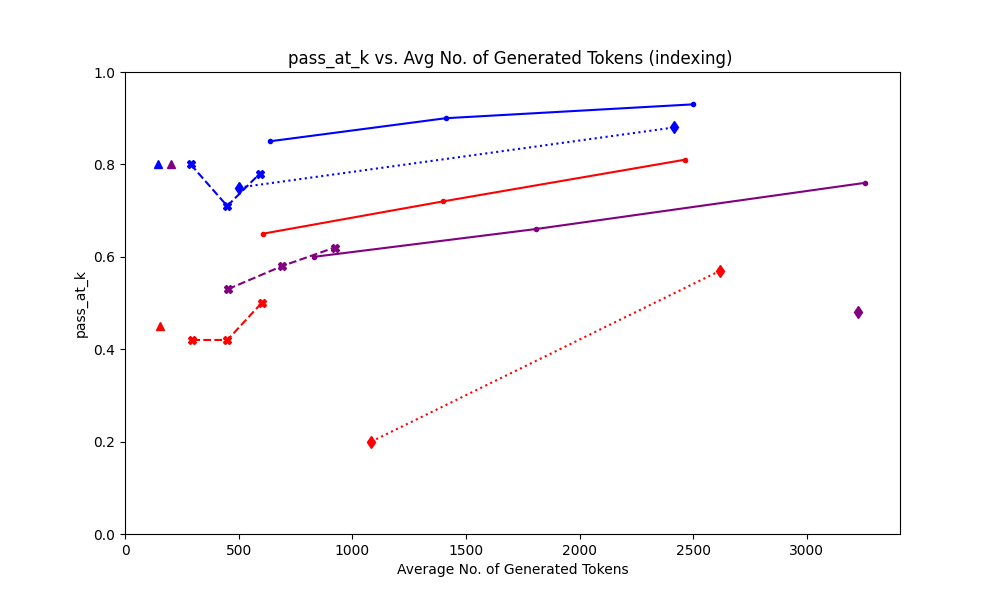 pass_at_k vs. Avg No. of Generated Tokens (indexing)
1.0
0.8
0.6
0.4
0.2
0.0
pass_at_k
0 500 1000 1500 2000 2500 3000
Average No. of Generated Tokens